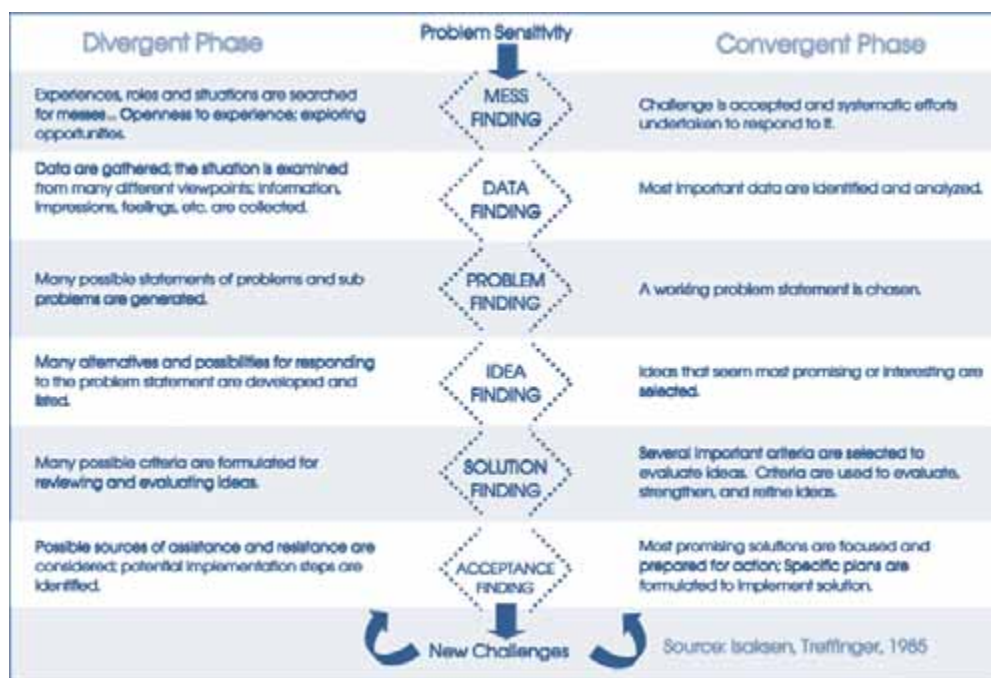 Divergent Phase
Problem Sensitivity
Convergent Phase
Experiences, roles and situations are searched
for messes... Openness to experience; exploring
opportunities.
MESS
FINDING
Challenge is accepted and systematic efforts
undertaken to respond to it.
Data are gathered; the situation is examined
from many different viewpoints; information,
impressions, feelings, etc. are collected.
DATA
FINDING
Most important data are identified and analyzed.
Many possible statements of problems and sub
problems are generated.
PROBLEM
FINDING
A working problem statement is chosen.
Many alternatives and possibilities for responding
to the problem statement are developed and
listed.
IDEA
FINDING
Ideas that seem most promising or interesting are
selected.
Many possible criteria are formulated for
reviewing and evaluating ideas.
SOLUTION
FINDING
Several important criteria are selected to
evaluate ideas. Criteria are used to evaluate,
strengthen, and refine ideas.
Possible sources of assistance and resistance are
considered; potential implementation steps are
identified.
ACCEPTANCE
FINDING
Most promising solutions are focused and
prepared for action; Specific plans are
formulated to implement solution.
New Challenges
Source: Isaksen, Treffinger, 1985